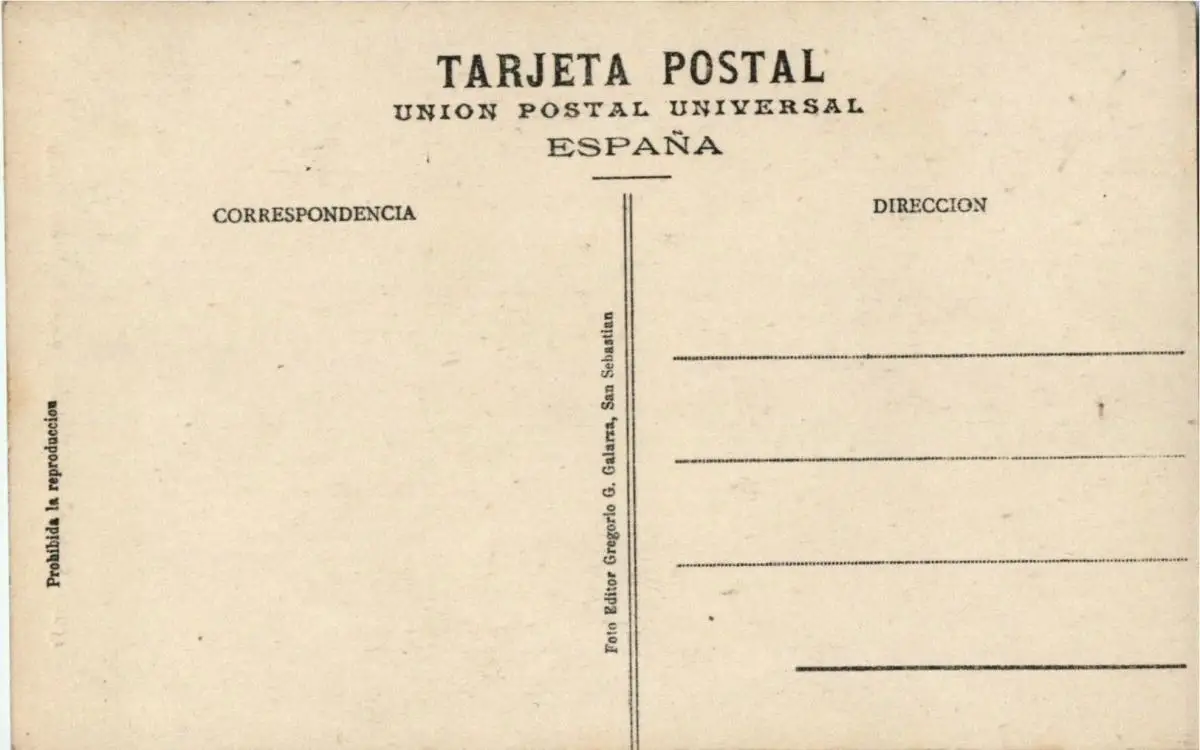 TARJETA POSTAL
UNION POSTAL UNIVERSAL
ESPAÑA
CORRESPONDENCIA
DIRECCION
Prohibida la reproduccion
Foto Editor Gregorio G. Galarza, San Sebastian